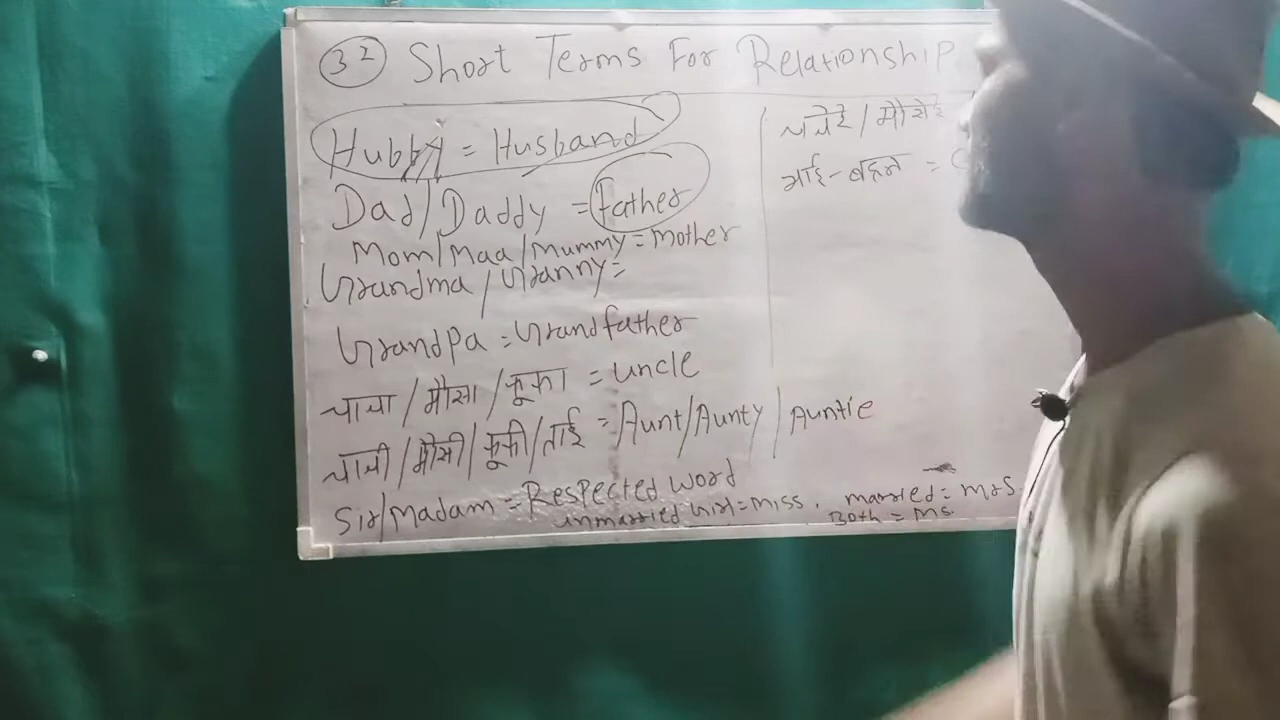 32 Short Terms For Relationship
Hubby = Husband
Dad/Daddy = Father
Mom/Maa/Mummy = Mother
Grandma / Granny =
GrandPa = Grandfather
चाचा / मौसा / फूफा = uncle
चाची / मौसी / फूफी / ताई = Aunt/Aunty / Auntie
Sir/Madam = Respected word
unmarried Girl = miss, married = Mrs
Both = Ms
चचेरे / मौसेरे
भाई-बहन =